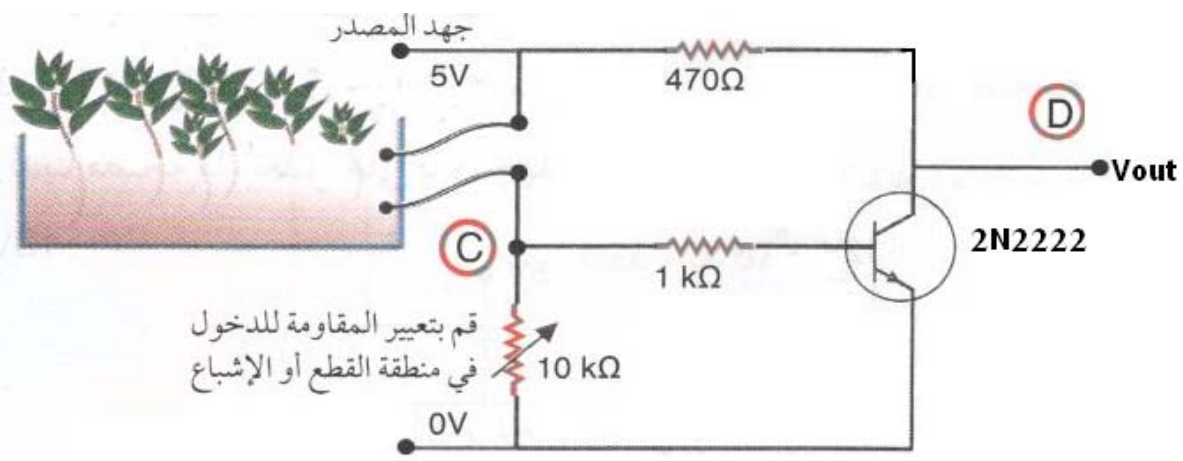 جهد المصدر
5V
470Ω
D
Vout
C
1 kΩ
2N2222
قم بتعيير المقاومة للدخول
في منطقة القطع أو الإشباع
10 kΩ
0V